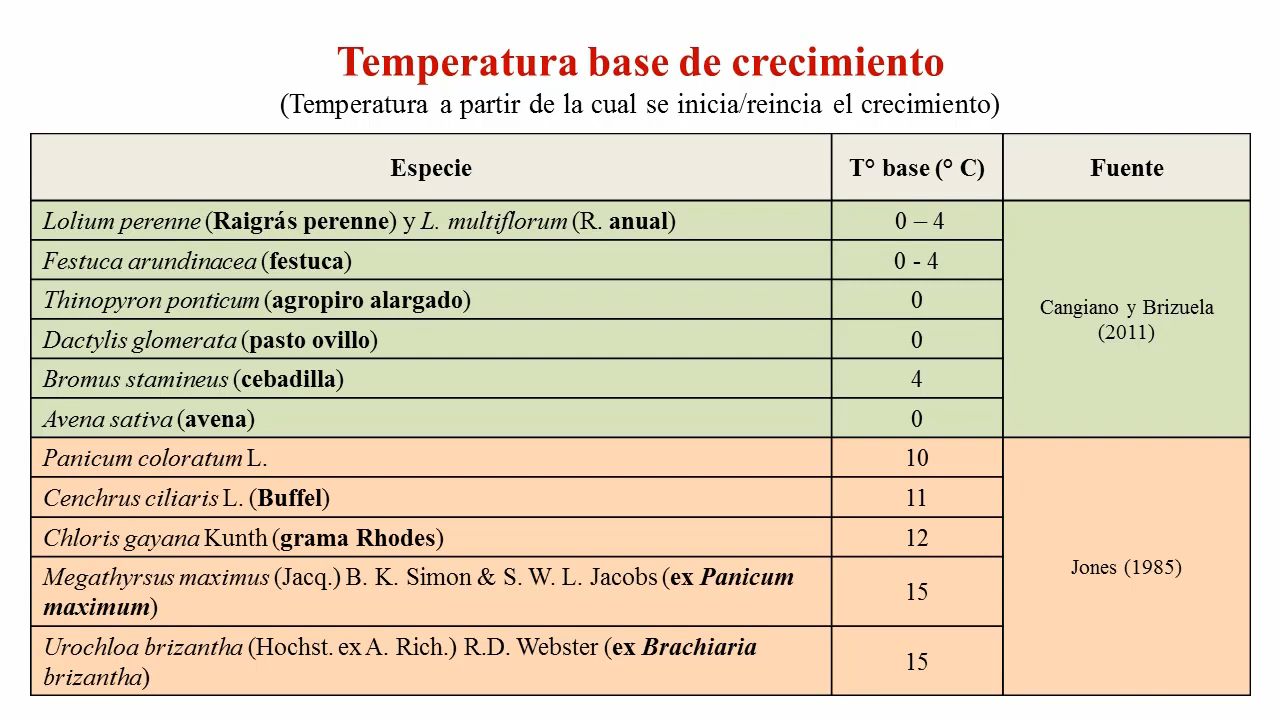 Temperatura base de crecimiento
(Temperatura a partir de la cual se inicia/reincia el crecimiento)
Especie T° base (° C) Fuente
Lolium perenne (Raigrás perenne) y L. multiflorum (R. anual) 0 – 4
Festuca arundinacea (festuca) 0 - 4
Thinopyron ponticum (agropiro alargado) 0
Cangiano y Brizuela
(2011)
Dactylis glomerata (pasto ovillo) 0
Bromus stamineus (cebadilla) 4
Avena sativa (avena) 0
Panicum coloratum L. 10
Cenchrus ciliaris L. (Buffel) 11
Chloris gayana Kunth (grama Rhodes) 12
Jones (1985)
Megathyrsus maximus (Jacq.) B. K. Simon & S. W. L. Jacobs (ex Panicum
maximum) 15
Urochloa brizantha (Hochst. ex A. Rich.) R.D. Webster (ex Brachiaria
brizantha) 15